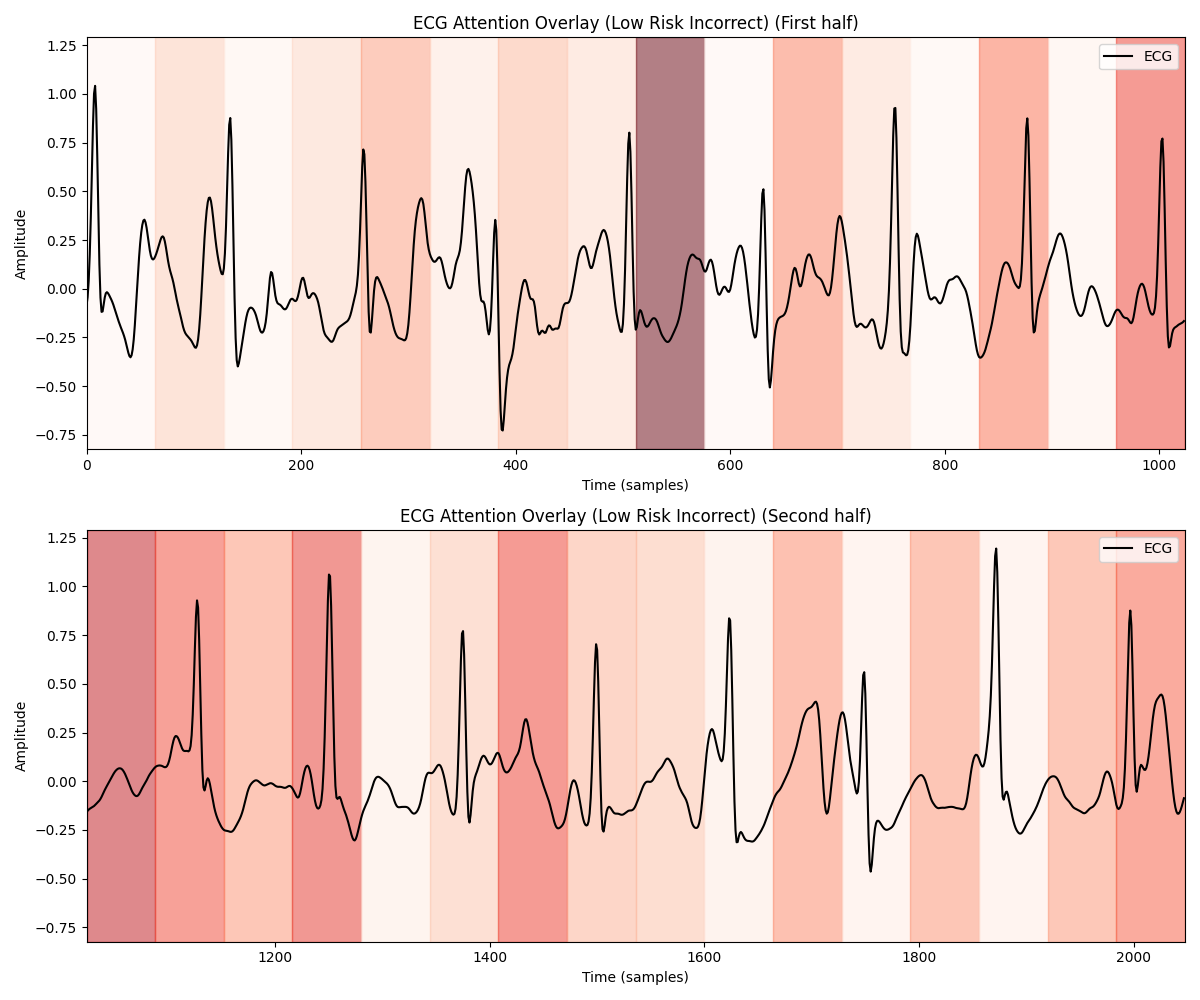 ECG Attention Overlay (Low Risk Incorrect) (First half)
1.25
1.00
0.75
0.50
0.25
0.00
−0.25
−0.50
−0.75
Amplitude
ECG
0 200 400 600 800 1000
Time (samples)
ECG Attention Overlay (Low Risk Incorrect) (Second half)
1.25
1.00
0.75
0.50
0.25
0.00
−0.25
−0.50
−0.75
Amplitude
ECG
1200 1400 1600 1800 2000
Time (samples)